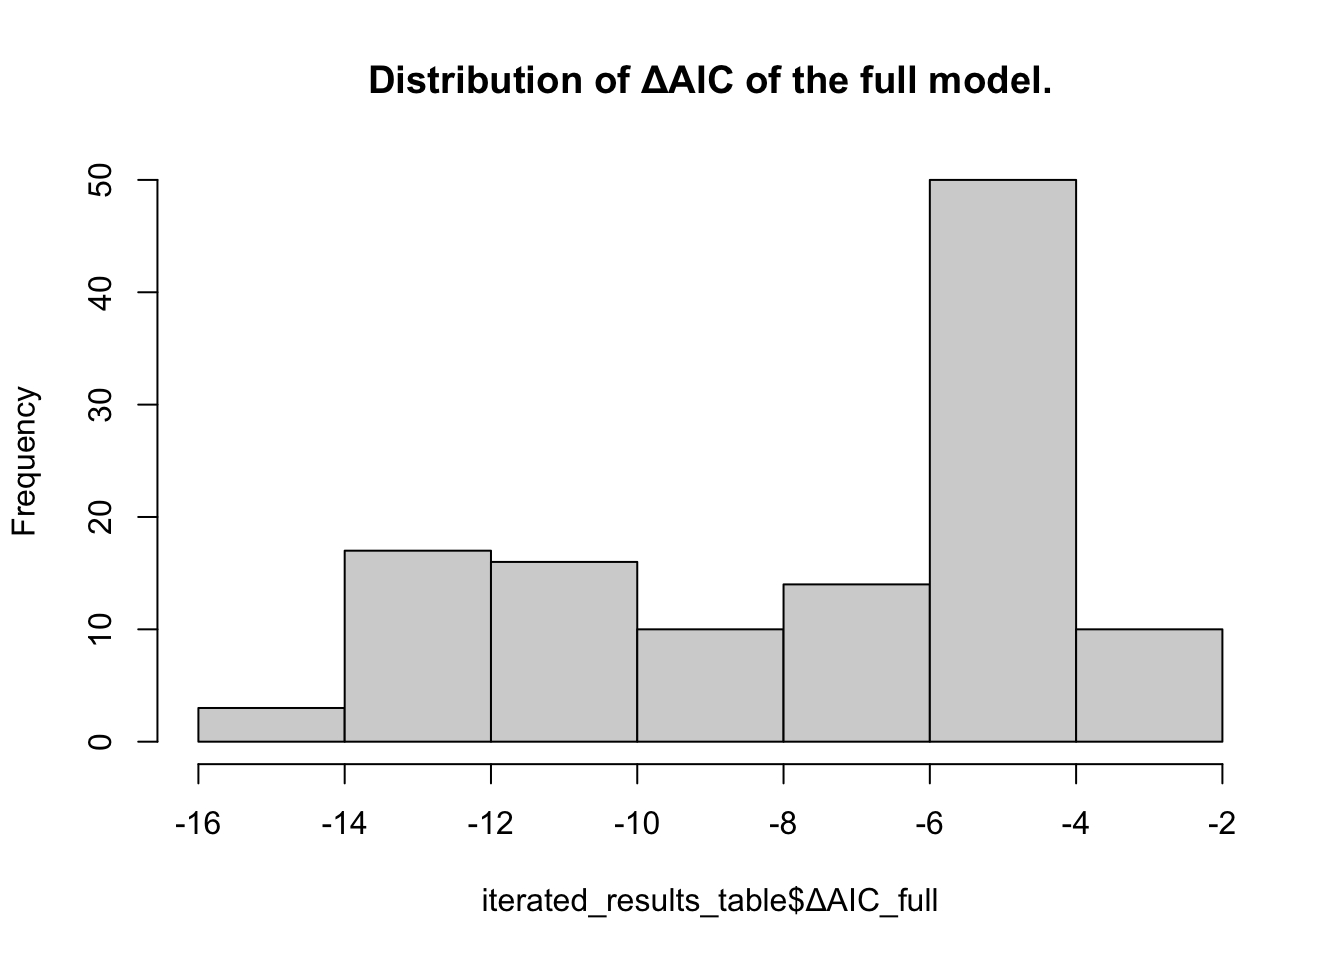 Distribution of ΔAIC of the full model.
Frequency
50
40
30
20
10
0
-16 -14 -12 -10 -8 -6 -4 -2
iterated_results_table$ΔAIC_full